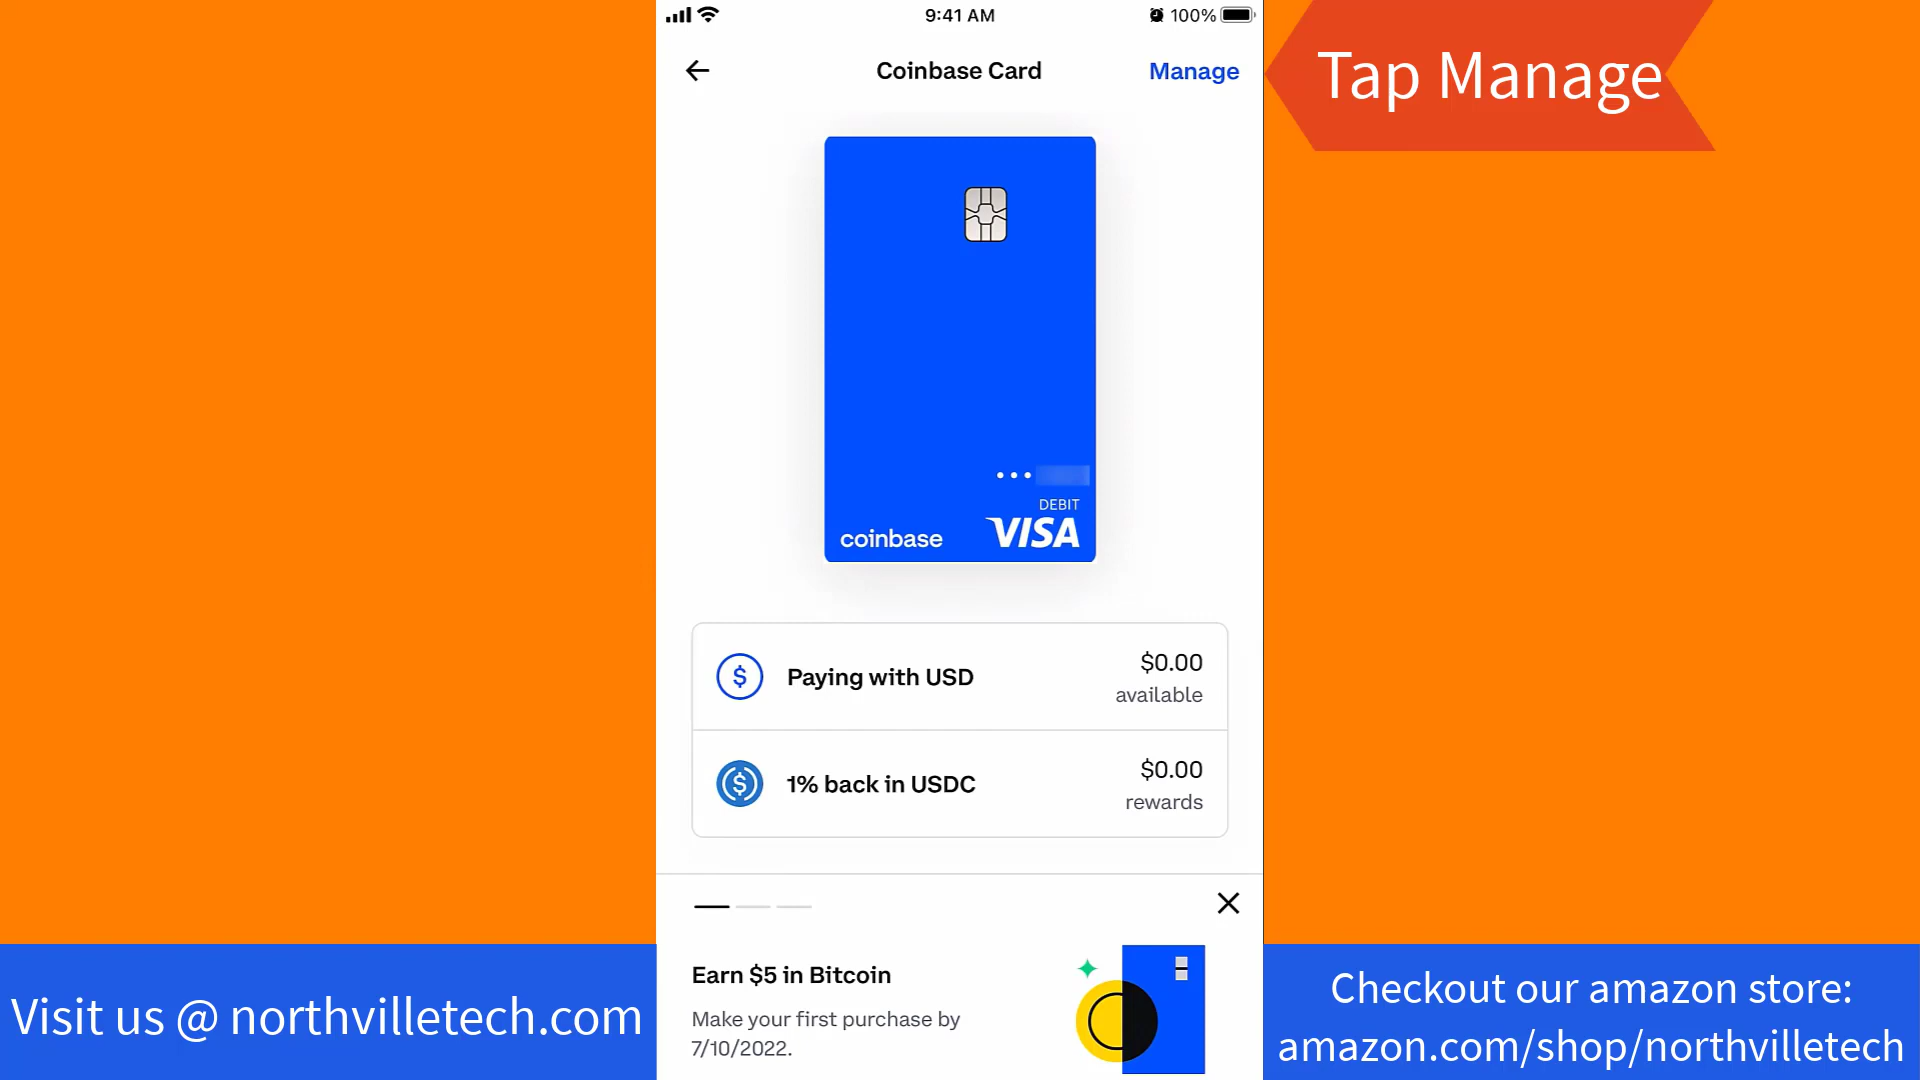 9:41 AM
100%
Coinbase Card
Manage
Tap Manage
DEBIT
coinbase
VISA
Paying with USD
$0.00
available
1% back in USDC
$0.00
rewards
Earn $5 in Bitcoin
Make your first purchase by
7/10/2022.
Visit us @ northvilletech.com
Checkout our amazon store:
amazon.com/shop/northvilletech